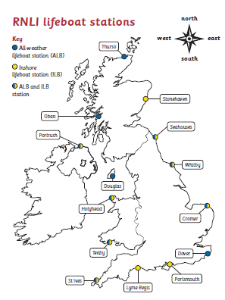 RNLI lifeboat stations
north
west
east
south
Key
All-weather
lifeboat station (ALB)
Inshore
lifeboat station (ILB)
ALB and ILB
station
Thurso
Stonehaven
Oban
Seahouses
Portrush
Whitby
Douglas
Holyhead
Cromer
Tenby
Dover
St Ives
Lyme Regis
Portsmouth